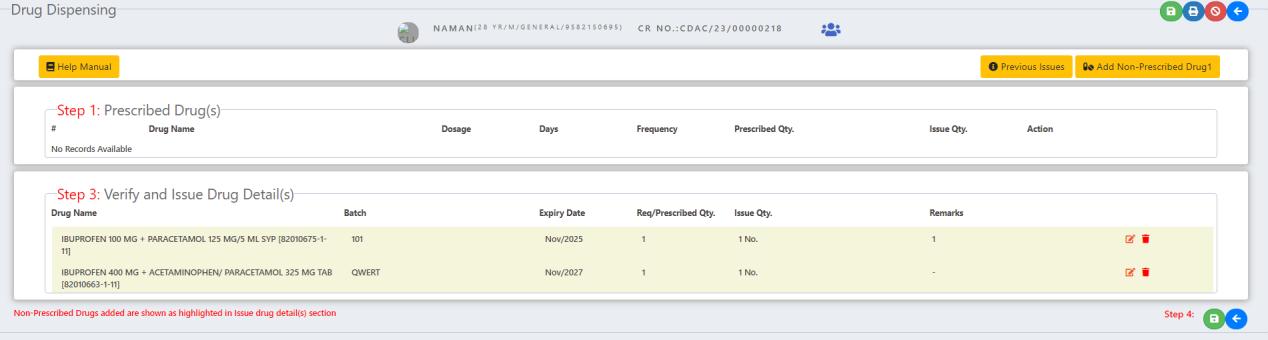 Drug Dispensing
NAMAN(28 YR/M/GENERAL/9582150695) CR NO.:CDAC/23/00000218
Help Manual Previous Issues Add Non-Prescribed Drug1
Step 1: Prescribed Drug(s)
# Drug Name Dosage Days Frequency Prescribed Qty. Issue Qty. Action
No Records Available
Step 3: Verify and Issue Drug Detail(s)
Drug Name Batch Expiry Date Req/Prescribed Qty. Issue Qty. Remarks
IBUPROFEN 100 MG + PARACETAMOL 125 MG/5 ML SYP [82010675-1- 101 Nov/2025 1 1 No. 1
11]
IBUPROFEN 400 MG + ACETAMINOPHEN/ PARACETAMOL 325 MG TAB QWERT Nov/2027 1 1 No. -
[82010663-1-11]
Non-Prescribed Drugs added are shown as highlighted in Issue drug detail(s) section Step 4: